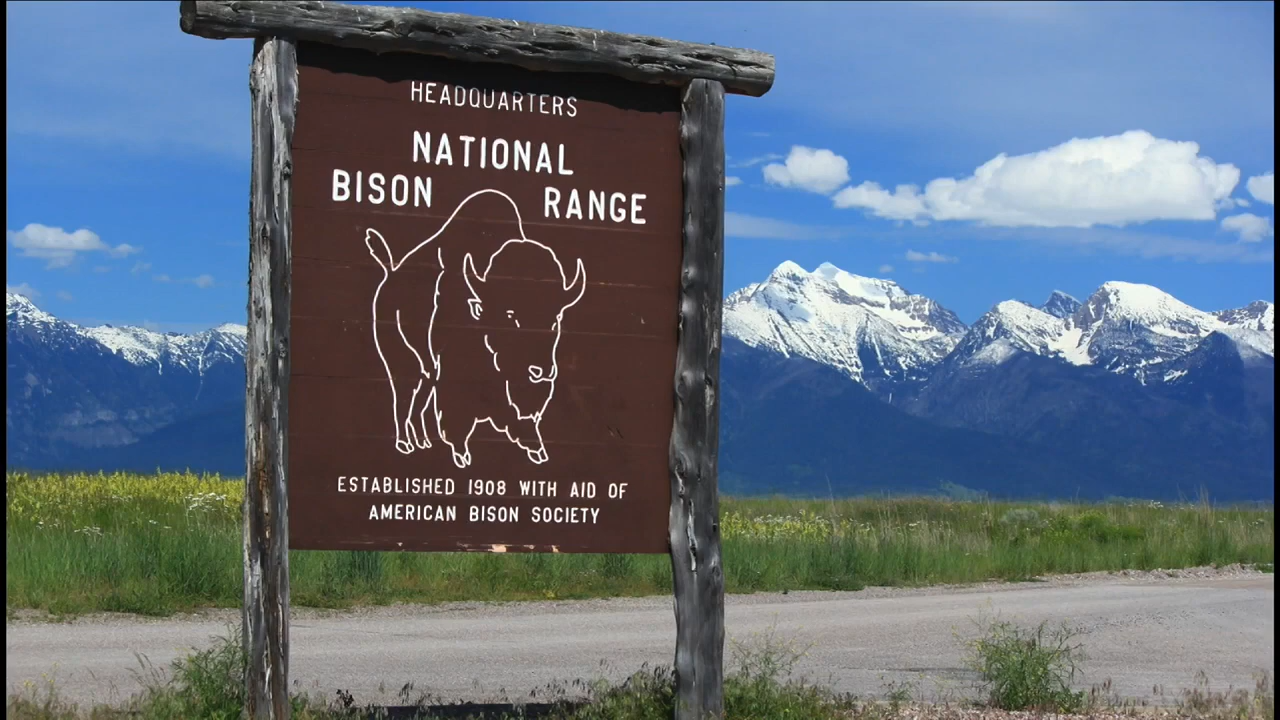 HEADQUARTERS
NATIONAL
BISON RANGE
ESTABLISHED 1908 WITH AID OF
AMERICAN BISON SOCIETY